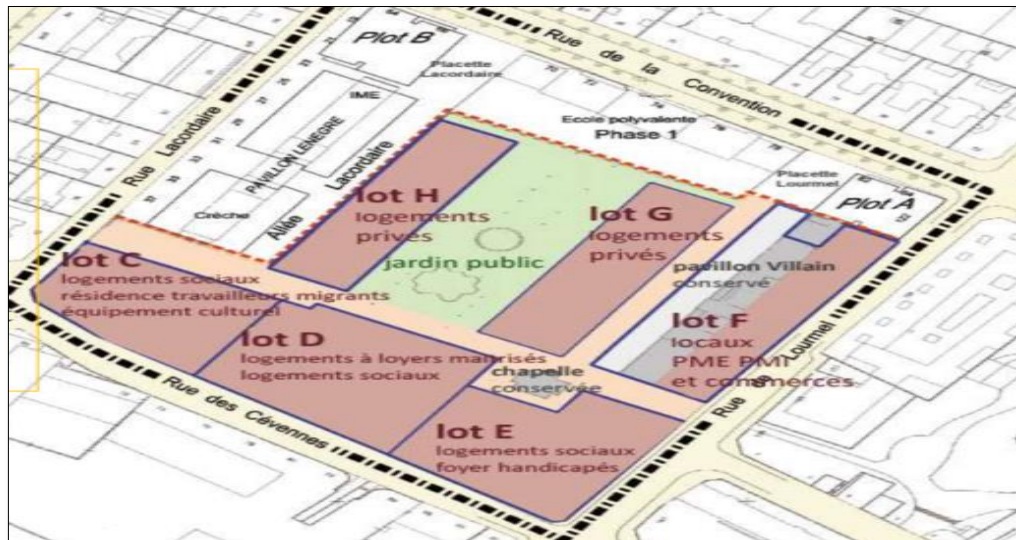 Plot B
Placette
Lacordaire
Rue de la Convention
IME
PAVILLON LENEGRE
Rue Lacordaire
Ecole polyvalente
Phase 1
Placette
Lourmel
Plot A
Crèche
Allée Lacordaire
lot H
logements
privés
lot G
logements
privés
jardin public
pavillon Villain
conservé
lot C
logements sociaux
résidence travailleurs migrants
équipement culturel
lot D
logements à loyers maitrisés
logements sociaux
chapelle
conservée
lot F
locaux
PME PMI
et commerces
Rue Lourmel
Rue des Cévennes
lot E
logements sociaux
foyer handicapés